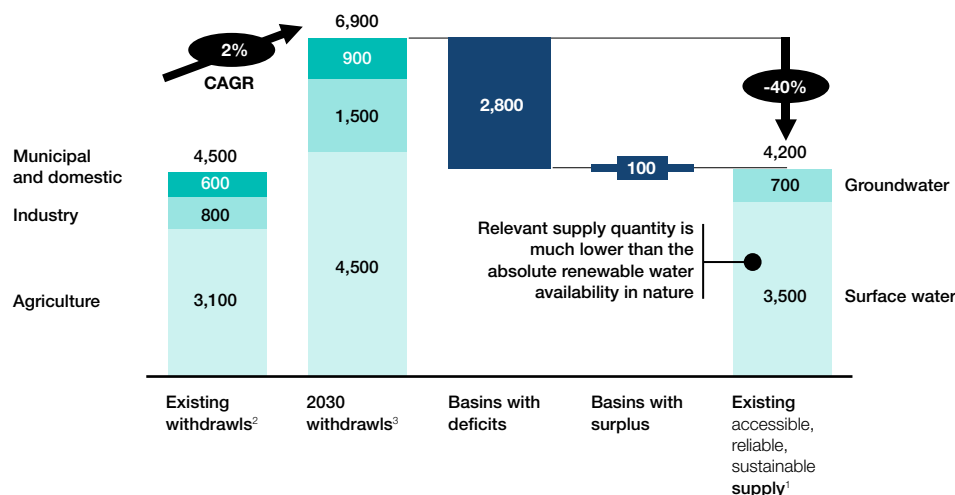 6,900
2%
CAGR
900
1,500
4,500
2,800
100
-40%
4,200
Municipal
and domestic
4,500
600
Industry
800
Agriculture
3,100
700
Groundwater
Relevant supply quantity is
much lower than the
absolute renewable water
availability in nature
3,500
Surface water
Existing
withdrawls²
2030
withdrawls³
Basins with
deficits
Basins with
surplus
Existing
accessible,
reliable,
sustainable
supply¹